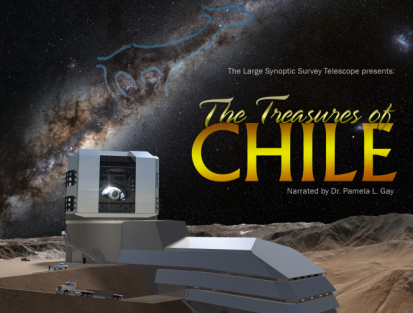 The Large Synoptic Survey Telescope presents:
The Treasures of
CHILE
Narrated by Dr. Pamela L. Gay